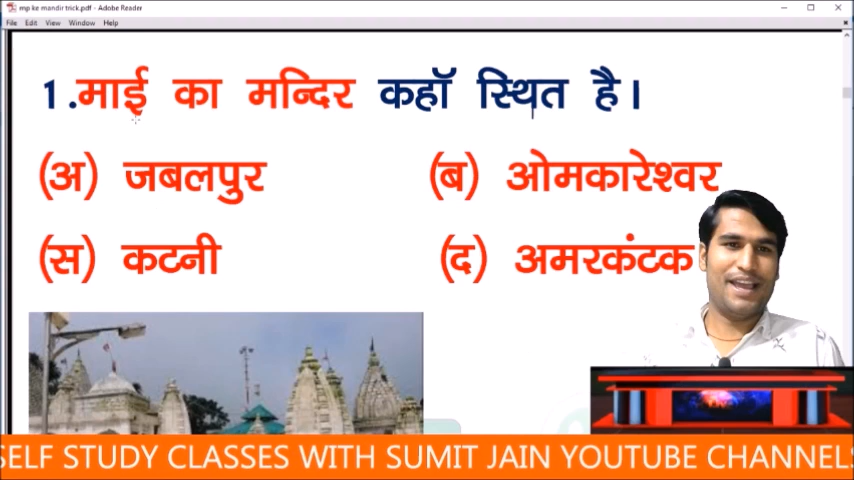 mp ke mandir trick.pdf - Adobe Reader
File Edit View Window Help
1.माई का मन्दिर कहाॅ स्थित है।
(अ) जबलपुर (ब) ओमकारेश्वर
(स) कटनी (द) अमरकंटक
SELF STUDY CLASSES WITH SUMIT JAIN YOUTUBE CHANNELS